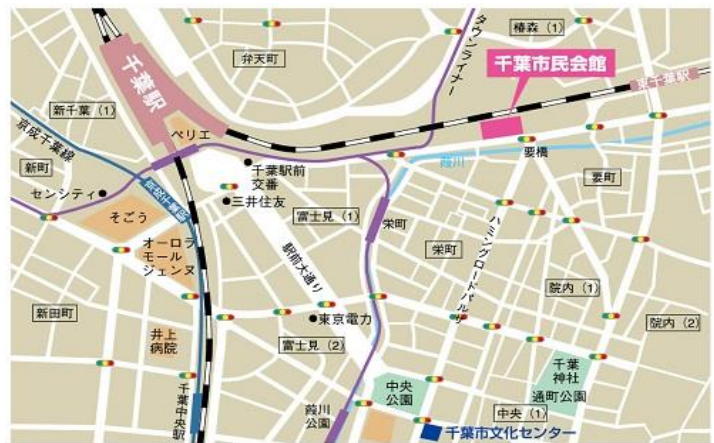 椿森(1)
タウンライナー
弁天町
千葉市民会館
東千葉駅
千葉駅
新千葉(1)
ペリエ
京成千葉線
葭川
要橋
新町
千葉駅前
交番
要町
センシティ
京成千葉駅
三井住友
そごう
富士見(1)
栄町
栄町
ハミングロードパルサ
オーロラ
モール
ジェンヌ
駅前大通り
院内(1)
新田町
東京電力
院内(2)
井上
病院
富士見(2)
千葉
神社
通町公園
中央
公園
千葉中央駅
葭川
公園
中央(1)
千葉市文化センター